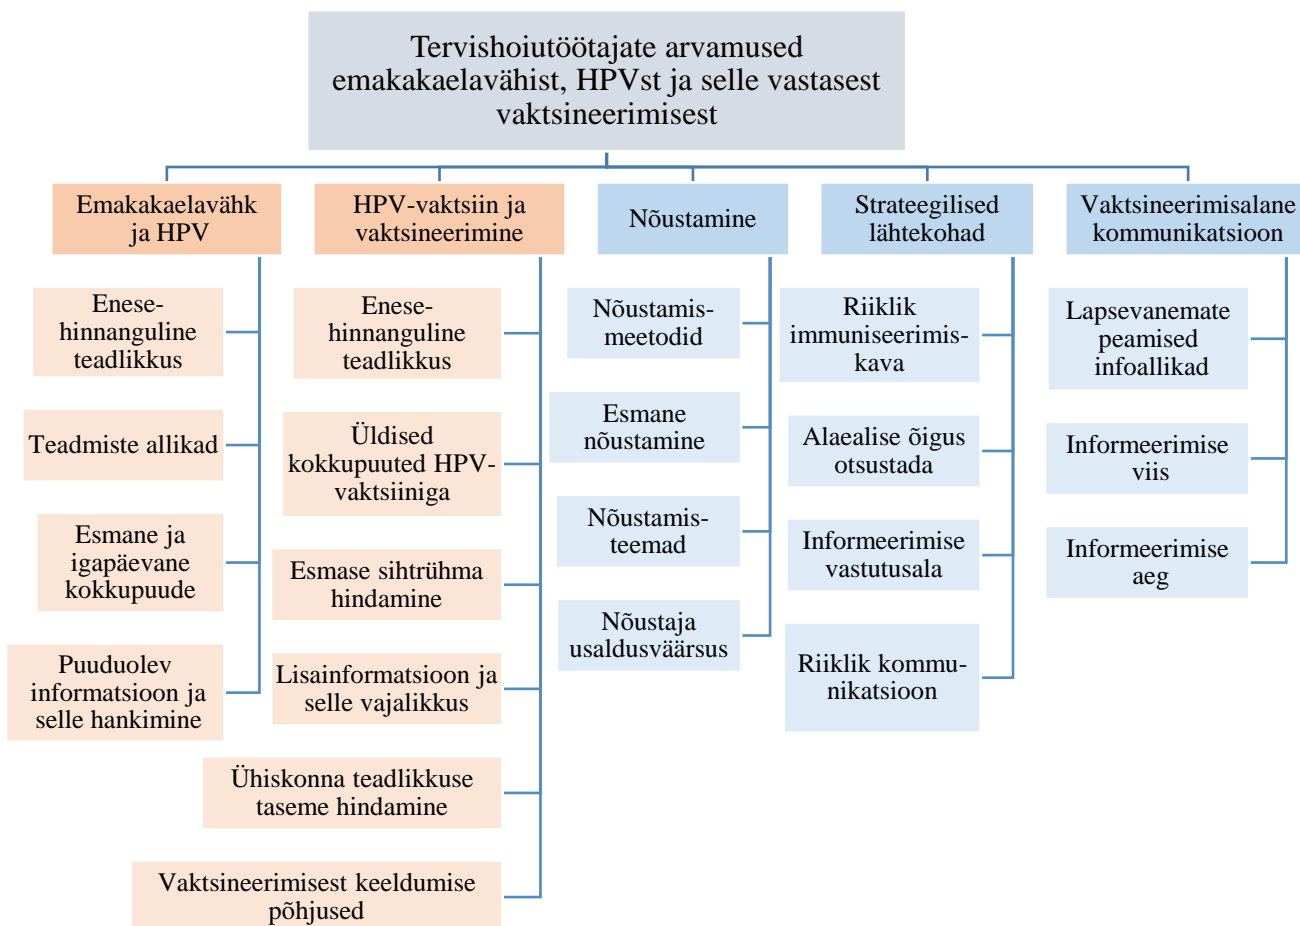 Tervishoiutöötajate arvamused
emakakaelavähist, HPVst ja selle vastasest
vaktsineerimisest
Emakakaelavähk
ja HPV
Enese-
hinnanguline
teadlikkus
Teadmiste allikad
Esmane ja
igapäevane
kokkupuude
Puuduolev
informatsioon ja
selle hankimine
HPV-vaktsiin ja
vaktsineerimine
Enese-
hinnanguline
teadlikkus
Üldised
kokkupuuted HPV-
vaktsiiniga
Esmase sihtrühma
hindamine
Lisainformatsioon ja
selle vajalikkus
Ühiskonna teadlikkuse
taseme hindamine
Vaktsineerimisest keeldumise
põhjused
Nõustamine
Nõustamis-
meetodid
Esmane
nõustamine
Nõustamis-
teemad
Nõustaja
usaldusväärsus
Strateegilised
lähtekohad
Riiklik
immuniseerimis-
kava
Alaealise õigus
otsustada
Informeerimise
vastutusala
Riiklik kommu-
nikatsioon
Vaktsineerimisalane
kommunikatsioon
Lapsevanemate
peamised
infoallikad
Informeerimise
viis
Informeerimise
aeg